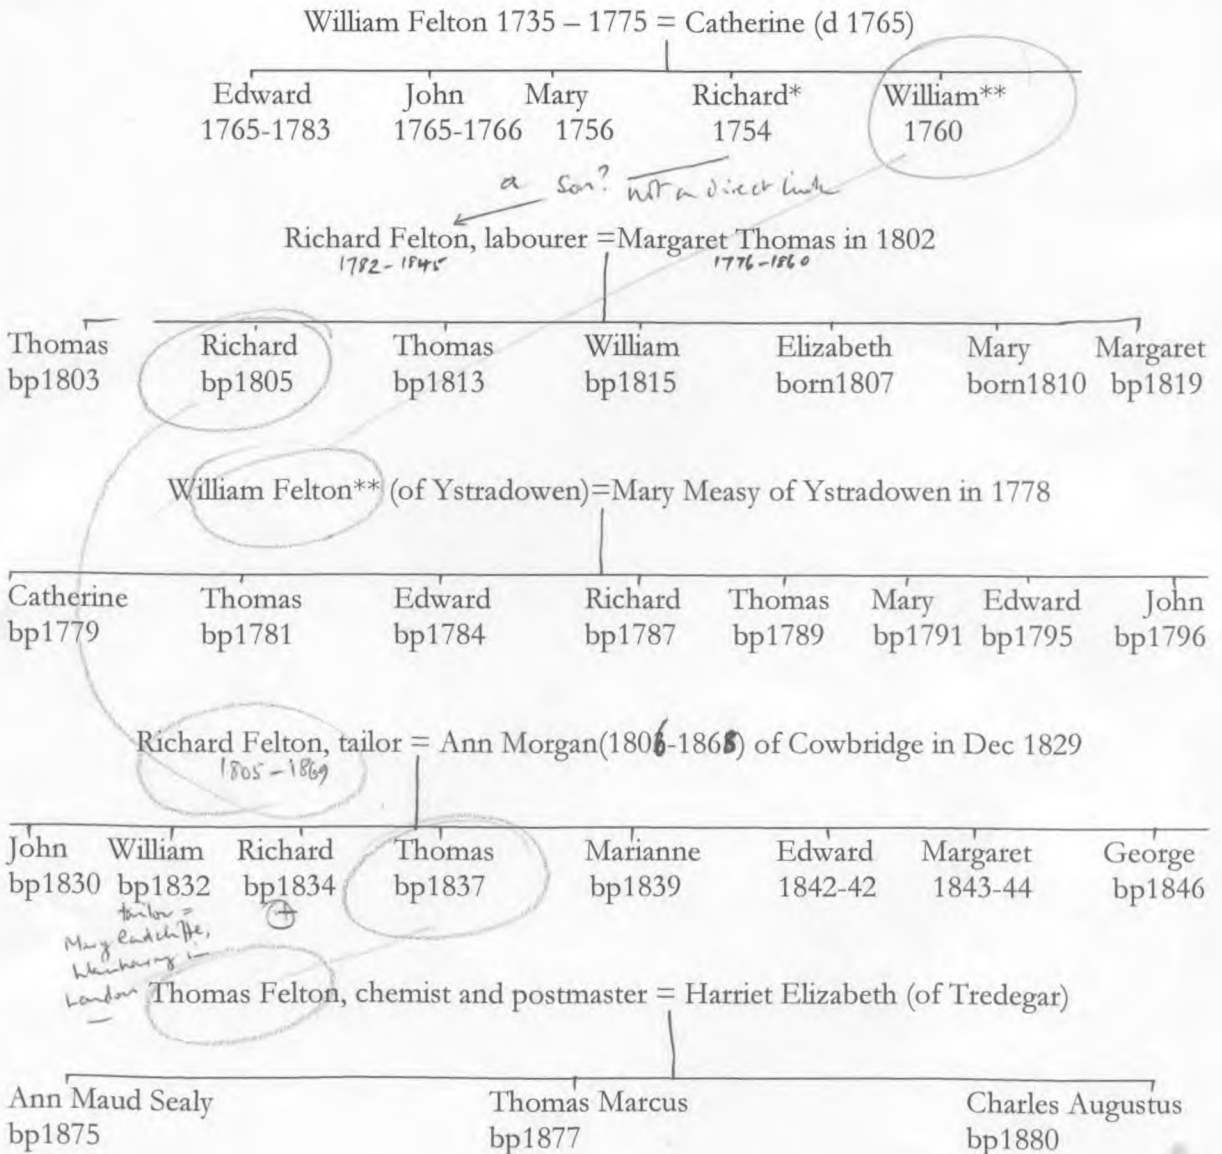 William Felton 1735 – 1775 = Catherine (d 1765)
Edward John Mary Richard* William**
1765-1783 1765-1766 1756 1754 1760
a son? not a direct link
Richard Felton, labourer =Margaret Thomas in 1802
1782-1845 1776-1860
Thomas Richard Thomas William Elizabeth Mary Margaret
bp1803 bp1805 bp1813 bp1815 born1807 born1810 bp1819
William Felton** (of Ystradowen)=Mary Measy of Ystradowen in 1778
Catherine Thomas Edward Richard Thomas Mary Edward John
bp1779 bp1781 bp1784 bp1787 bp1789 bp1791 bp1795 bp1796
Richard Felton, tailor = Ann Morgan(1806-1868) of Cowbridge in Dec 1829
1805-1869
John William Richard Thomas Marianne Edward Margaret George
bp1830 bp1832 bp1834 bp1837 bp1839 1842-42 1843-44 bp1846
tailor = +
Mary
in
London
Thomas Felton, chemist and postmaster = Harriet Elizabeth (of Tredegar)
Ann Maud Sealy Thomas Marcus Charles Augustus
bp1875 bp1877 bp1880